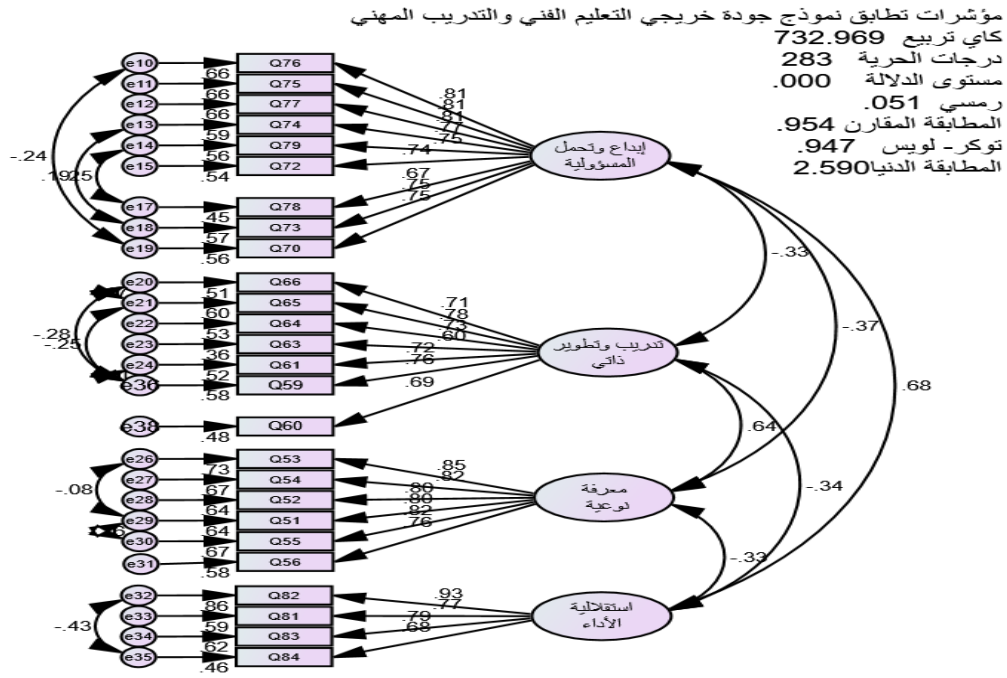 مؤشرات تطابق نموذج جودة خريجي التعليم الفني والتدريب المهني
كاي تربيع 732.969
درجات الحرية 283
مستوى الدلالة .000
رمسي .051
المطابقة المقارن .954
توكر- لويس .947
المطابقة الدنيا2.590
e10 .66 Q76 .81
e11 .66 Q75 .81
e12 .66 Q77 .81
e13 .59 Q74 .77
e14 .56 Q79 .75
e15 .54 Q72 .74
e17 .45 Q78 .67
e18 .57 Q73 .75
e19 .56 Q70 .75
-.24
.19
.25
إبداع وتحمل
المسؤولية
e20 .51 Q66 .71
e21 .60 Q65 .78
e22 .53 Q64 .73
e23 .36 Q63 .60
e24 .52 Q61 .72
e36 .58 Q59 .76
e38 .48 Q60 .69
-.28
-.25
تدريب وتطوير
ذاتي
e26 .73 Q53 .85
e27 .67 Q54 .82
e28 .64 Q52 .80
e29 .64 Q51 .80
e30 .67 Q55 .82
e31 .58 Q56 .76
-.08
معرفة
نوعية
e32 .86 Q82 .93
e33 .59 Q81 .77
e34 .62 Q83 .79
e35 .46 Q84 .68
-.43
استقلالية
الأداء
-.33
-.37
.68
.64
-.34
-.33